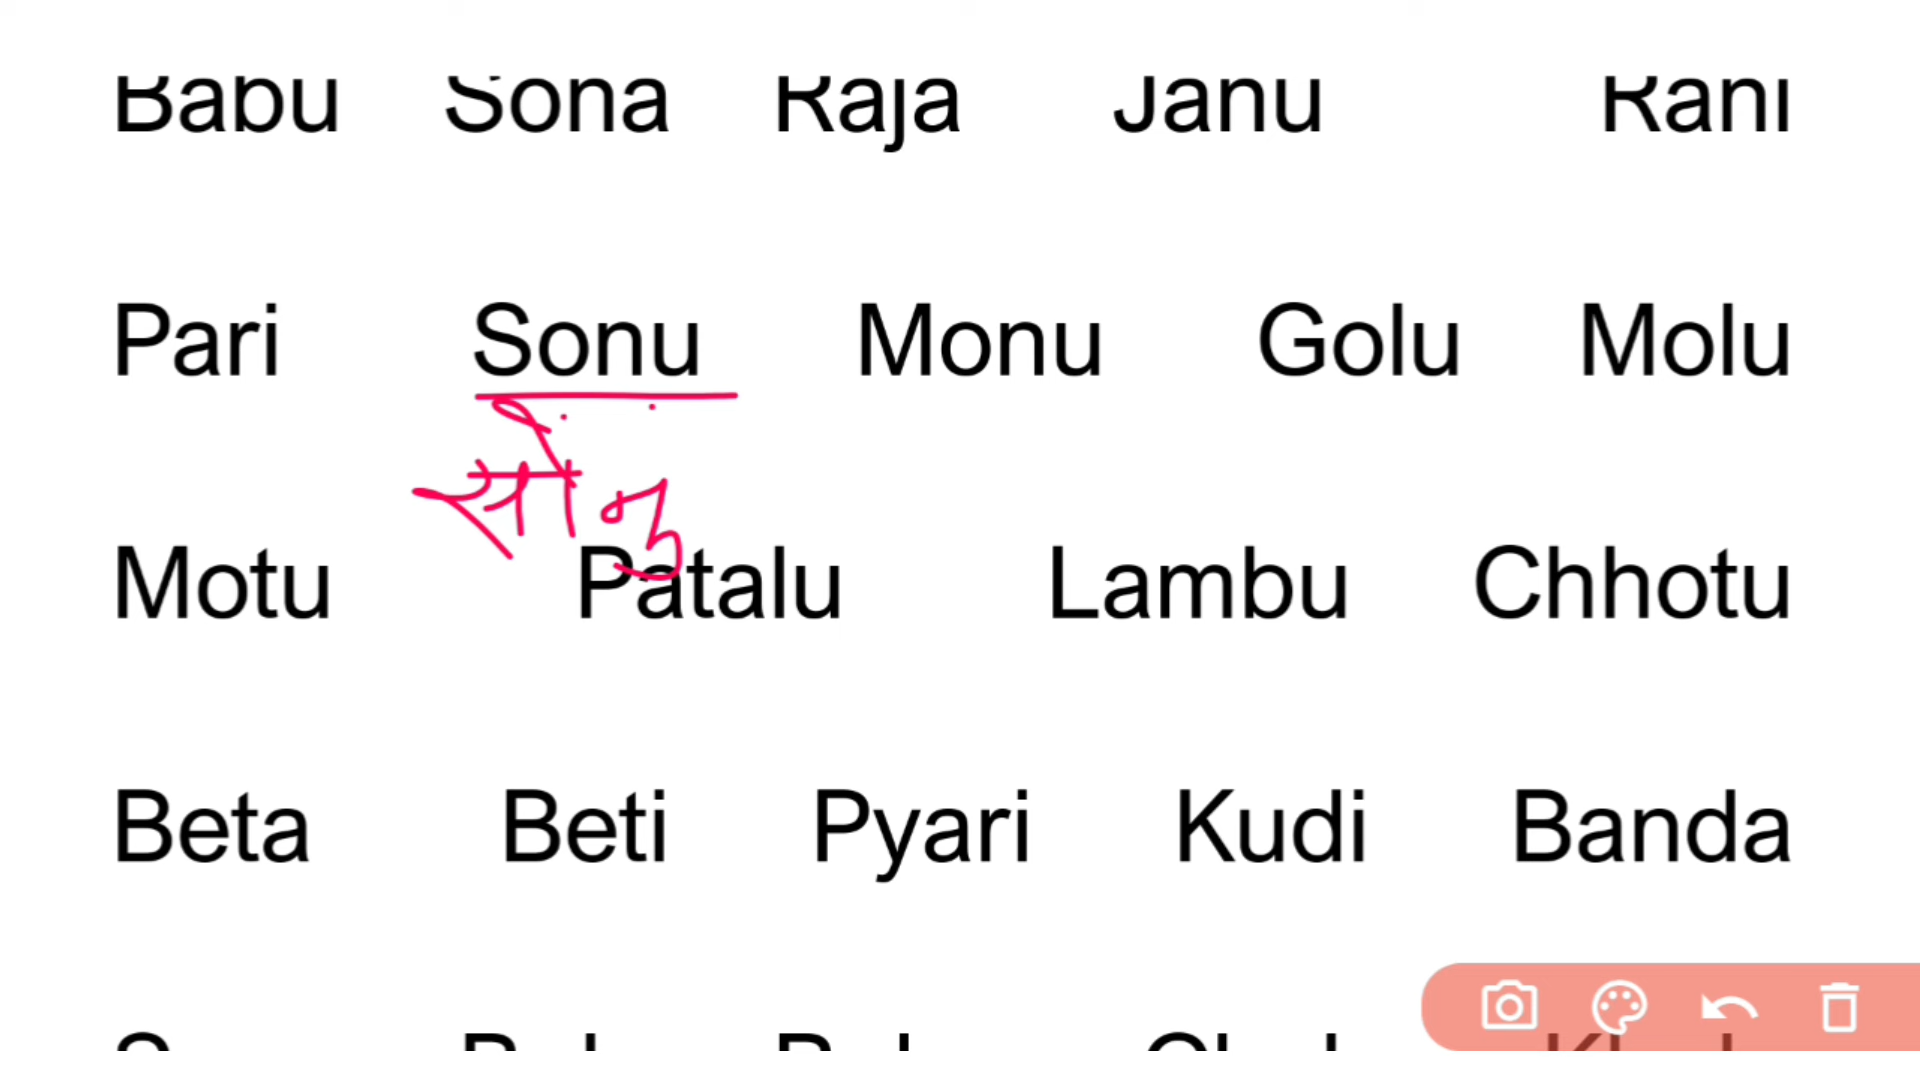 Babu Sona Raja Janu Rani
Pari Sonu Monu Golu Molu
सोनु
Motu Patalu Lambu Chhotu
Beta Beti Pyari Kudi Banda